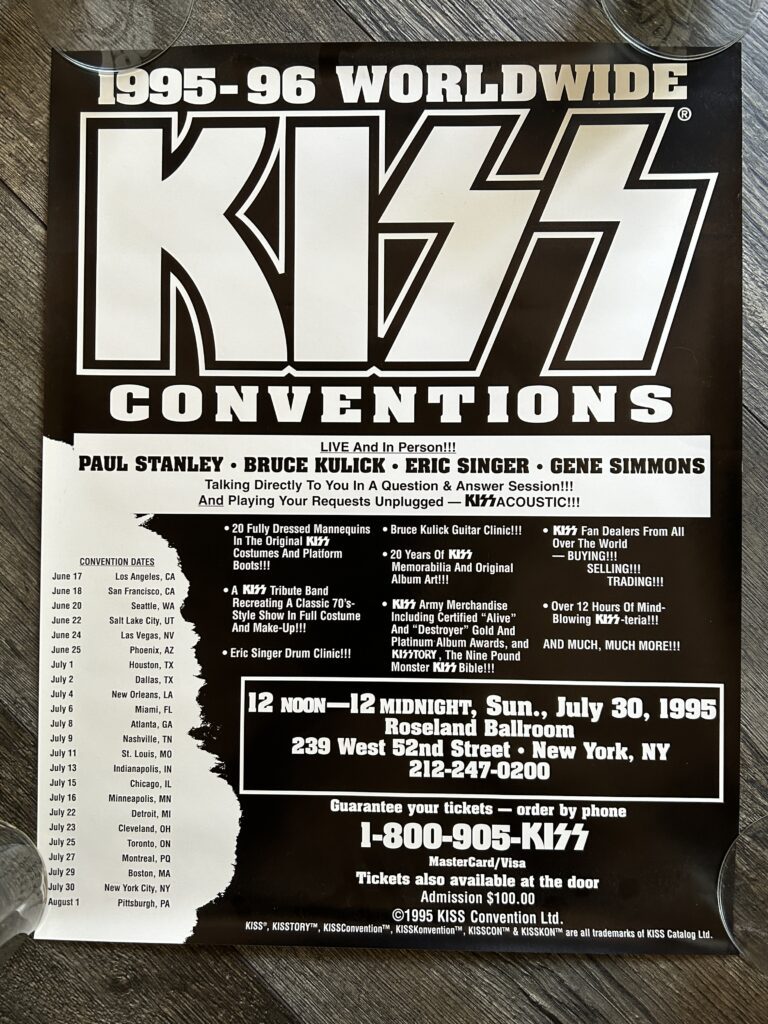 1995-96 WORLDWIDE
KISS®
CONVENTIONS
LIVE And In Person!!!
PAUL STANLEY • BRUCE KULICK • ERIC SINGER • GENE SIMMONS
Talking Directly To You In A Question & Answer Session!!!
And Playing Your Requests Unplugged — KISSACOUSTIC!!!
• 20 Fully Dressed Mannequins
In The Original KISS
Costumes And Platform
Boots!!!
• A KISS Tribute Band
Recreating A Classic 70's-
Style Show In Full Costume
And Make-Up!!!
• Eric Singer Drum Clinic!!!
• Bruce Kulick Guitar Clinic!!!
• 20 Years Of KISS
Memorabilia And Original
Album Art!!!
• KISS Army Merchandise
Including Certified "Alive"
And "Destroyer" Gold And
Platinum Album Awards, and
KISSTORY, The Nine Pound
Monster KISS Bible!!!
• KISS Fan Dealers From All
Over The World
— BUYING!!!
SELLING!!!
TRADING!!!
• Over 12 Hours Of Mind-
Blowing KISS-teria!!!
AND MUCH, MUCH MORE!!!
CONVENTION DATES
June 17 Los Angeles, CA
June 18 San Francisco, CA
June 20 Seattle, WA
June 22 Salt Lake City, UT
June 24 Las Vegas, NV
June 25 Phoenix, AZ
July 1 Houston, TX
July 2 Dallas, TX
July 4 New Orleans, LA
July 6 Miami, FL
July 8 Atlanta, GA
July 9 Nashville, TN
July 11 St. Louis, MO
July 13 Indianapolis, IN
July 15 Chicago, IL
July 16 Minneapolis, MN
July 22 Detroit, MI
July 23 Cleveland, OH
July 25 Toronto, ON
July 27 Montreal, PQ
July 29 Boston, MA
July 30 New York City, NY
August 1 Pittsburgh, PA
12 NOON—12 MIDNIGHT, Sun., July 30, 1995
Roseland Ballroom
239 West 52nd Street • New York, NY
212-247-0200
Guarantee your tickets — order by phone
1-800-905-KISS
MasterCard/Visa
Tickets also available at the door
Admission $100.00
©1995 KISS Convention Ltd.
KISS®, KISSTORY™, KISSConvention™, KISSKonvention™, KISSCON™ & KISSKON™ are all trademarks of KISS Catalog Ltd.